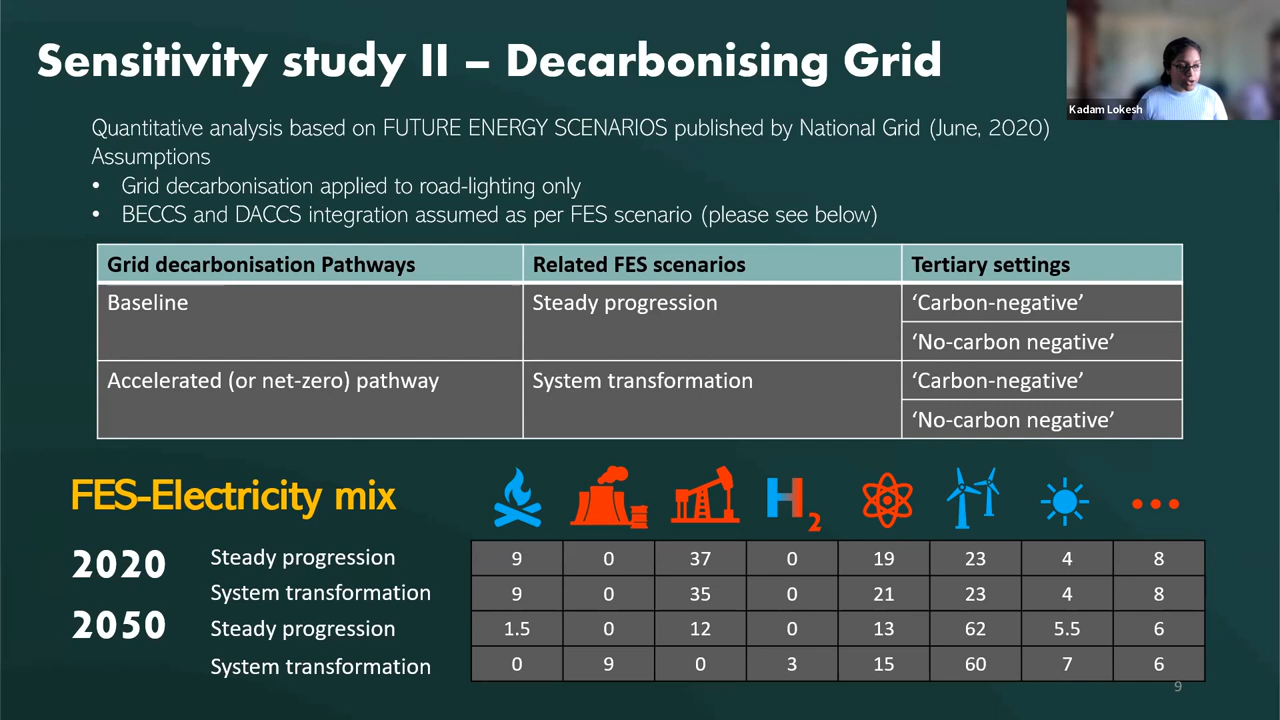 Sensitivity study II – Decarbonising Grid
Kadam Lokesh
Quantitative analysis based on FUTURE ENERGY SCENARIOS published by National Grid (June, 2020)
Assumptions
• Grid decarbonisation applied to road-lighting only
• BECCS and DACCS integration assumed as per FES scenario (please see below)
Grid decarbonisation Pathways Related FES scenarios Tertiary settings
Baseline Steady progression ‘Carbon-negative’
‘No-carbon negative’
Accelerated (or net-zero) pathway System transformation ‘Carbon-negative’
‘No-carbon negative’
FES-Electricity mix H2
2020 Steady progression 9 0 37 0 19 23 4 8
System transformation 9 0 35 0 21 23 4 8
2050 Steady progression 1.5 0 12 0 13 62 5.5 6
System transformation 0 9 0 3 15 60 7 6
9